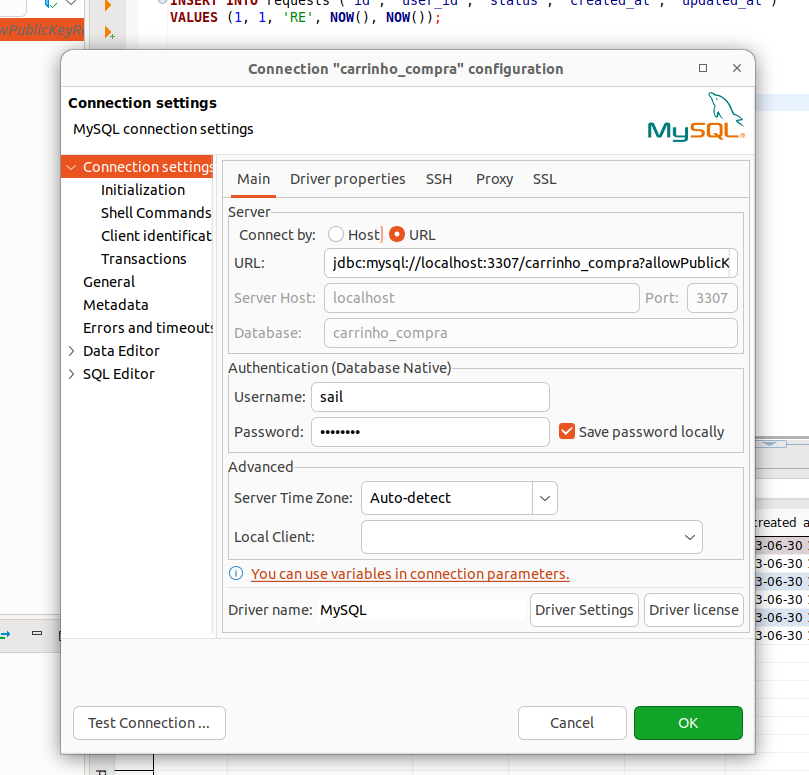 INSERT INTO requests (`id`, `user_id`, `status`, `created_at`, `updated_at`)
VALUES (1, 1, 'RE', NOW(), NOW());
Connection "carrinho_compra" configuration
Connection settings
MySQL connection settings
MySQL
Connection settings
Initialization
Shell Commands
Client identificat
Transactions
General
Metadata
Errors and timeouts
Data Editor
SQL Editor
Main Driver properties SSH Proxy SSL
Server
Connect by: Host URL
URL: jdbc:mysql://localhost:3307/carrinho_compra?allowPublicK
Server Host: localhost Port: 3307
Database: carrinho_compra
Authentication (Database Native)
Username: sail
Password: ••••••••
Save password locally
Advanced
Server Time Zone: Auto-detect
Local Client:
You can use variables in connection parameters.
Driver name: MySQL Driver Settings Driver license
Test Connection ... Cancel OK
created a
3-06-30
3-06-30
3-06-30
3-06-30
3-06-30
3-06-30